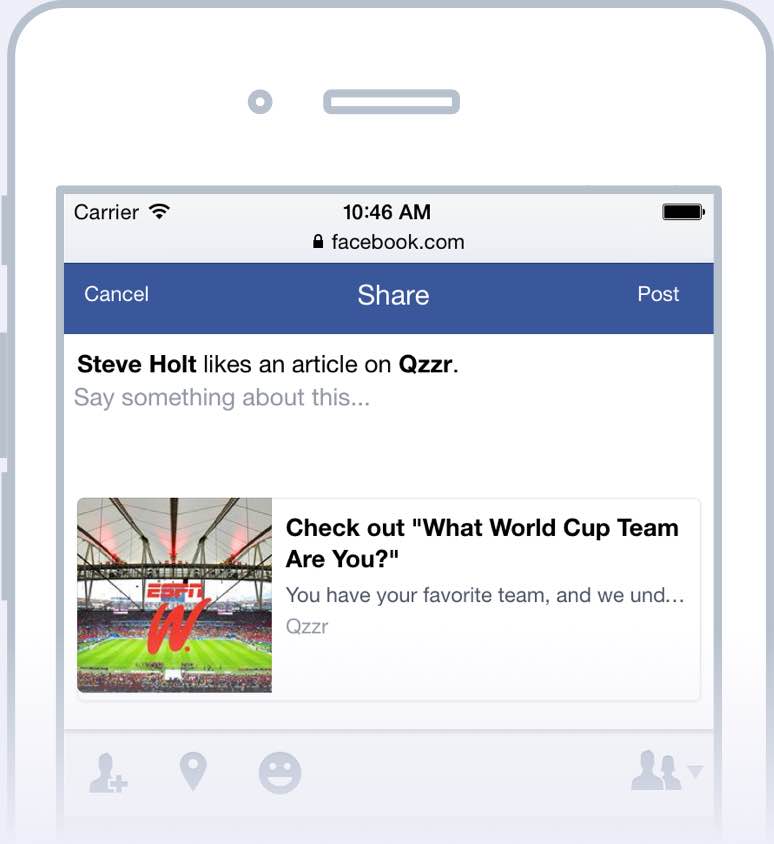 Carrier 10:46 AM
facebook.com
Cancel Share Post
Steve Holt likes an article on Qzzr.
Say something about this...
Check out "What World Cup Team
Are You?"
You have your favorite team, and we und...
Qzzr
ESPN
W.